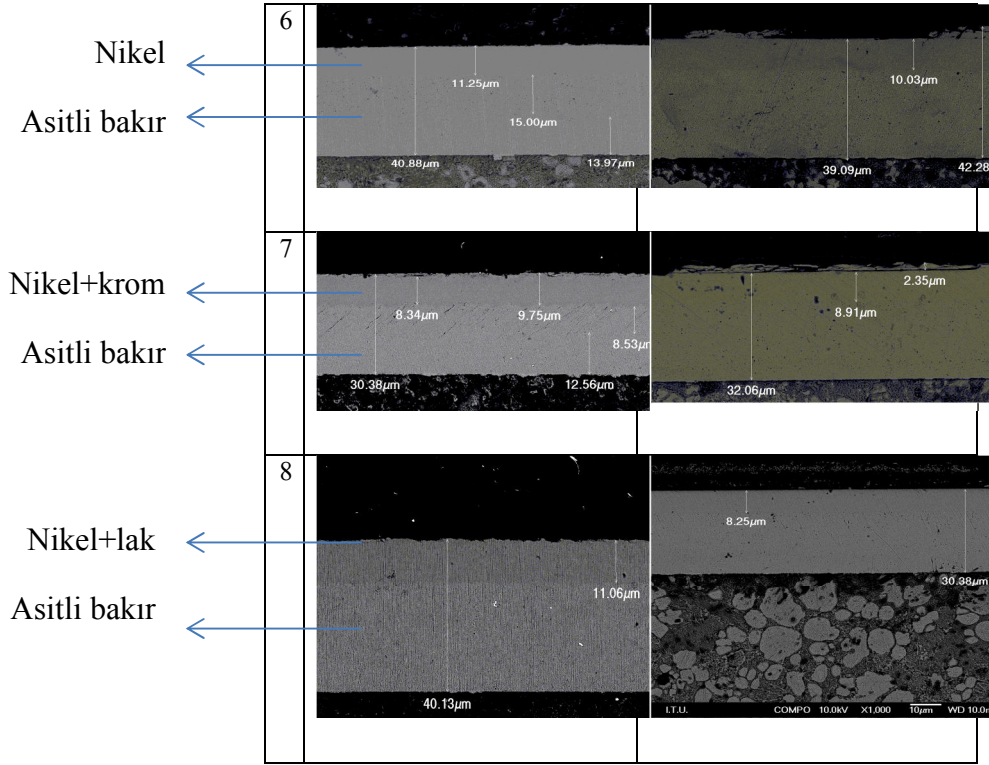 6
Nikel
11.25µm
10.03µm
Asitli bakır
15.00µm
40.88µm
13.97µm
39.09µm
42.28
7
Nikel+krom
2.35µm
8.34µm
9.75µm
8.91µm
8.53µm
Asitli bakır
30.38µm
12.56µm
32.06µm
8
8.25µm
Nikel+lak
30.38µm
11.06µm
Asitli bakır
40.13µm
I.T.U. COMPO 10.0kV X1,000 10µm WD 10.0m